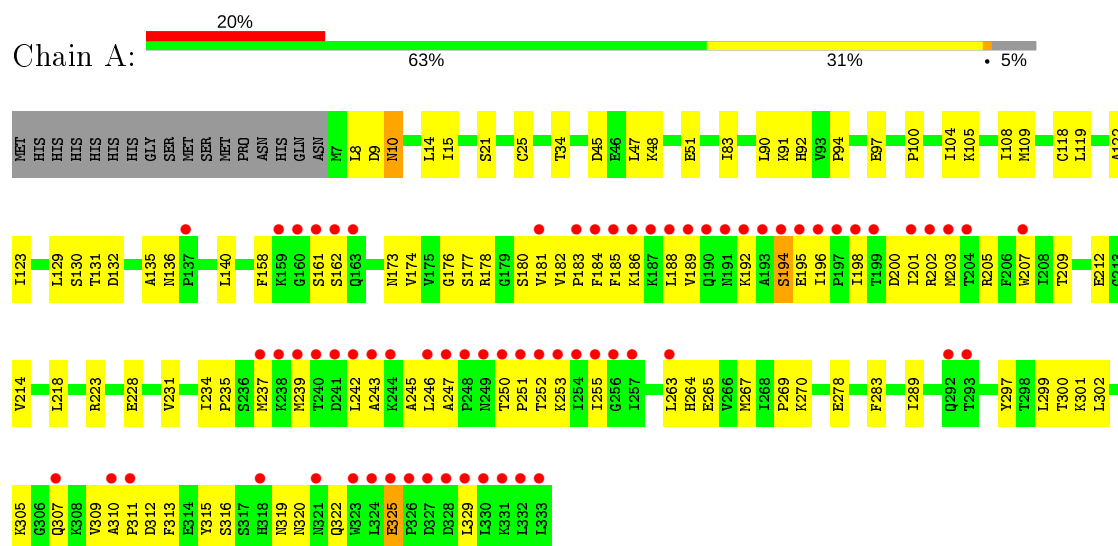 20%
Chain A:
63% 31% • 5%
MET HIS HIS HIS HIS HIS HIS GLY SER MET SER MET PRO ASN HIS GLN ASN M7 L8 D9 N10 L14 I15 S21 C25 T34 D45 E46 L47 K48 E51 I83 L90 K91 H92 V93 P94 E97 P100 I104 K105 I108 M109 C118 L119 A122
I123 L129 S130 T131 D132 A135 N136 P137 L140 F158 K159 G160 S161 S162 Q163 N173 V174 V175 G176 S177 R178 G179 S180 V181 V182 P183 F184 F185 K186 K187 L188 V189 Q190 N191 K192 A193 S194 E195 I196 P197 I198 T199 D200 I201 R202 M203 T204 R205 F206 W207 I208 T209 E212 G213
V214 L218 R223 E228 V231 I234 P235 S236 M237 K238 M239 T240 D241 L242 A243 K244 A245 L246 A247 P248 N249 T250 P251 T252 K253 I254 I255 G256 I257 L263 H264 E265 V266 M267 I268 P269 K270 E278 F283 I289 Q292 T293 Y297 T298 L299 T300 K301 L302
K305 G306 Q307 K308 V309 A310 P311 D312 F313 E314 Y315 S316 S317 H318 N319 N320 N321 Q322 W323 L324 E325 P326 D327 D328 L329 L330 K331 L332 L333